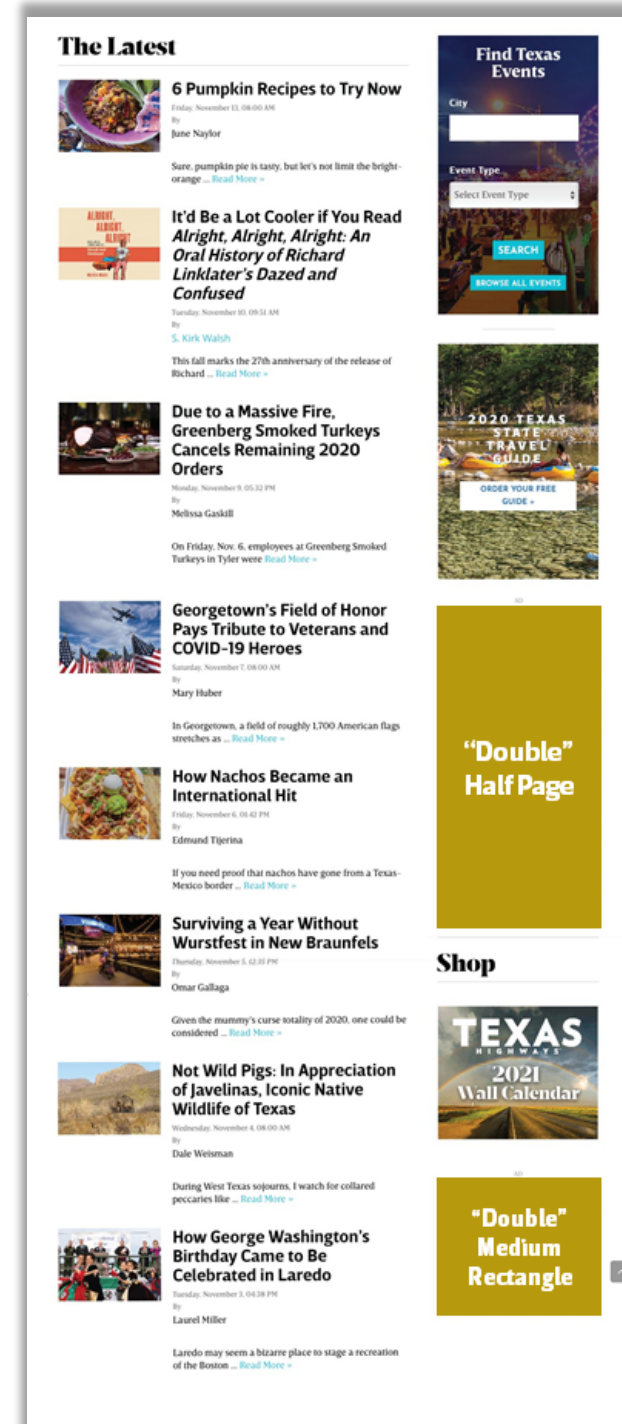 The Latest
6 Pumpkin Recipes to Try Now
Friday, November 13, 08:00 AM
By
June Naylor
Sure, pumpkin pie is tasty, but let's not limit the bright-
orange ... Read More »
ALRIGHT,
ALRIGHT,
ALRIGHT
It'd Be a Lot Cooler if You Read
Alright, Alright, Alright: An
Oral History of Richard
Linklater's Dazed and
Confused
Tuesday, November 10, 09:51 AM
By
S. Kirk Walsh
This fall marks the 27th anniversary of the release of
Richard ... Read More »
Due to a Massive Fire,
Greenberg Smoked Turkeys
Cancels Remaining 2020
Orders
Monday, November 9, 05:32 PM
By
Melissa Gaskill
On Friday, Nov. 6, employees at Greenberg Smoked
Turkeys in Tyler were Read More »
Georgetown's Field of Honor
Pays Tribute to Veterans and
COVID-19 Heroes
Saturday, November 7, 08:00 AM
By
Mary Huber
In Georgetown, a field of roughly 1,700 American flags
stretches as ... Read More »
How Nachos Became an
International Hit
Friday, November 6, 01:42 PM
By
Edmund Tijerina
If you need proof that nachos have gone from a Texas-
Mexico border ... Read More »
Surviving a Year Without
Wurstfest in New Braunfels
Thursday, November 5, 12:35 PM
By
Omar Gallaga
Given the mummy's curse totality of 2020, one could be
considered ... Read More »
Not Wild Pigs: In Appreciation
of Javelinas, Iconic Native
Wildlife of Texas
Wednesday, November 4, 08:00 AM
By
Dale Weisman
During West Texas sojourns, I watch for collared
peccaries like ... Read More »
How George Washington's
Birthday Came to Be
Celebrated in Laredo
Tuesday, November 3, 04:38 PM
By
Laurel Miller
Laredo may seem a bizarre place to stage a recreation
of the Boston ... Read More »
Find Texas
Events
City
Event Type
Select Event Type
SEARCH
BROWSE ALL EVENTS
2020 TEXAS
STATE
TRAVEL
GUIDE
ORDER YOUR FREE
GUIDE »
AD
“Double”
Half Page
Shop
TEXAS
HIGHWAYS
2021
Wall Calendar
AD
“Double”
Medium
Rectangle